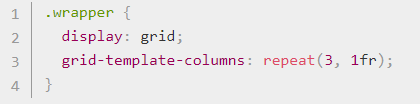 1 .wrapper {
2   display: grid;
3   grid-template-columns: repeat(3, 1fr);
4 }